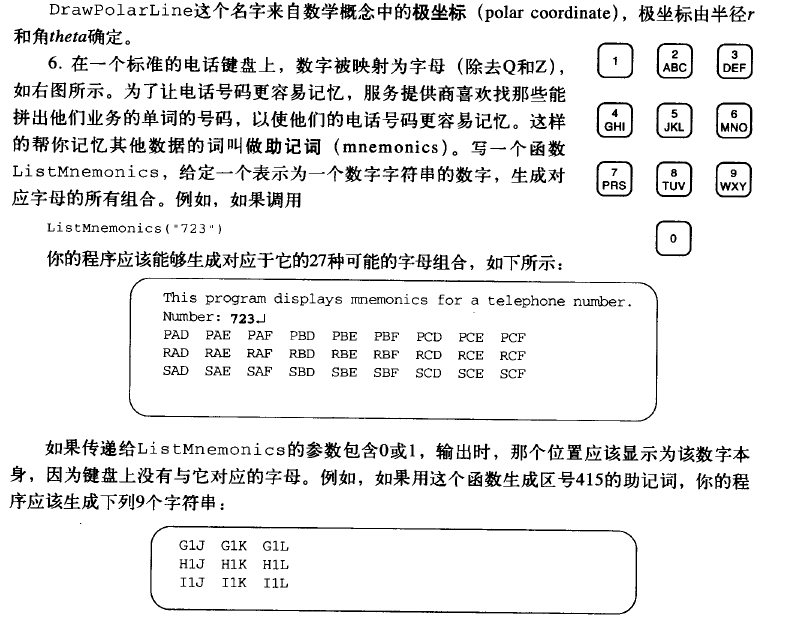 DrawPolarLine这个名字来自数学概念中的极坐标（polar coordinate），极坐标由半径r
和角theta确定。
6. 在一个标准的电话键盘上，数字被映射为字母（除去Q和Z），
如右图所示。为了让电话号码更容易记忆，服务提供商喜欢找那些能
拼出他们业务的单词的号码，以使他们的电话号码更容易记忆。这样
的帮你记忆其他数据的词叫做助记词（mnemonics）。写一个函数
ListMnemonics，给定一个表示为一个数字字符串的数字，生成对
应字母的所有组合。例如，如果调用
1
2
ABC
3
DEF
4
GHI
5
JKL
6
MNO
7
PRS
8
TUV
9
WXY
0
ListMnemonics("723")
你的程序应该能够生成对应于它的27种可能的字母组合，如下所示：
This program displays mnemonics for a telephone number.
Number: 723↵
PAD PAE PAF PBD PBE PBF PCD PCE PCF
RAD RAE RAF RBD RBE RBF RCD RCE RCF
SAD SAE SAF SBD SBE SBF SCD SCE SCF
如果传递给ListMnemonics的参数包含0或1，输出时，那个位置应该显示为该数字本
身，因为键盘上没有与它对应的字母。例如，如果用这个函数生成区号415的助记词，你的程
序应该生成下列9个字符串：
G1J G1K G1L
H1J H1K H1L
I1J I1K I1L